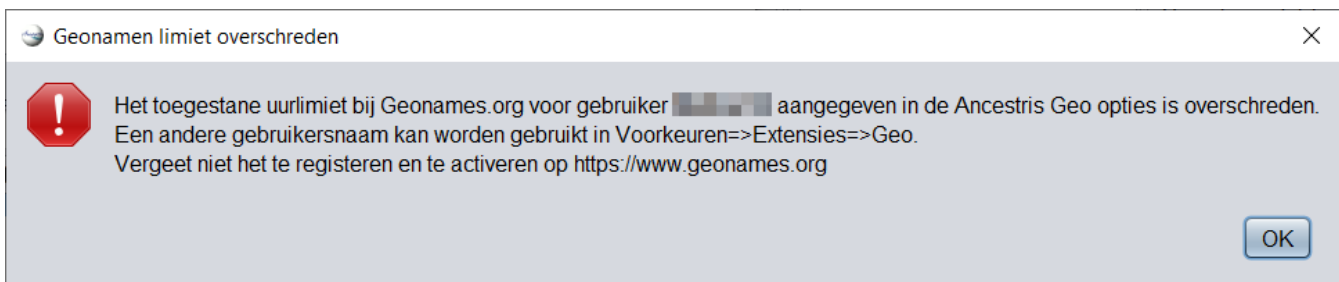 Geonamen limiet overschreden
Het toegestane uurlimiet bij Geonames.org voor gebruiker aangegeven in de Ancestris Geo opties is overschreden.
Een andere gebruikersnaam kan worden gebruikt in Voorkeuren=>Extensies=>Geo.
Vergeet niet het te registeren en te activeren op https://www.geonames.org
OK